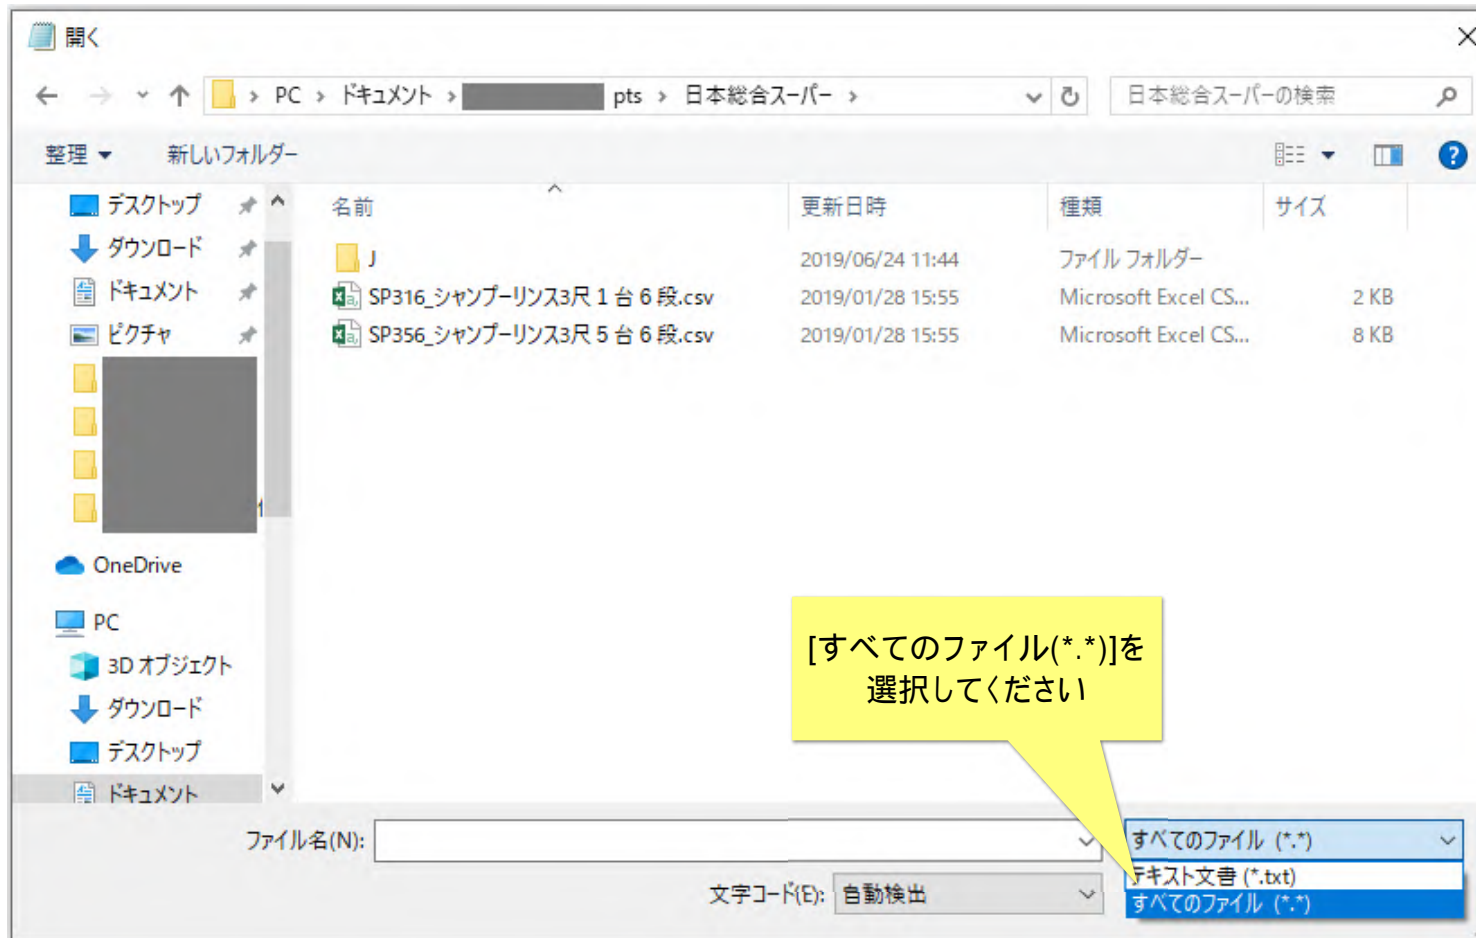 開く
PC › ドキュメント › pts › 日本総合スーパー ›
日本総合スーパーの検索
整理 新しいフォルダー
名前 更新日時 種類 サイズ
J 2019/06/24 11:44 ファイル フォルダー
SP316_シャンプーリンス3尺1台6段.csv 2019/01/28 15:55 Microsoft Excel CS... 2 KB
SP356_シャンプーリンス3尺5台6段.csv 2019/01/28 15:55 Microsoft Excel CS... 8 KB
デスクトップ
ダウンロード
ドキュメント
ピクチャ
OneDrive
PC
3D オブジェクト
ダウンロード
デスクトップ
ドキュメント
[すべてのファイル(*.*)]を
選択してください
ファイル名(N):
すべてのファイル (*.*)
テキスト文書 (*.txt)
すべてのファイル (*.*)
文字コード(E): 自動検出